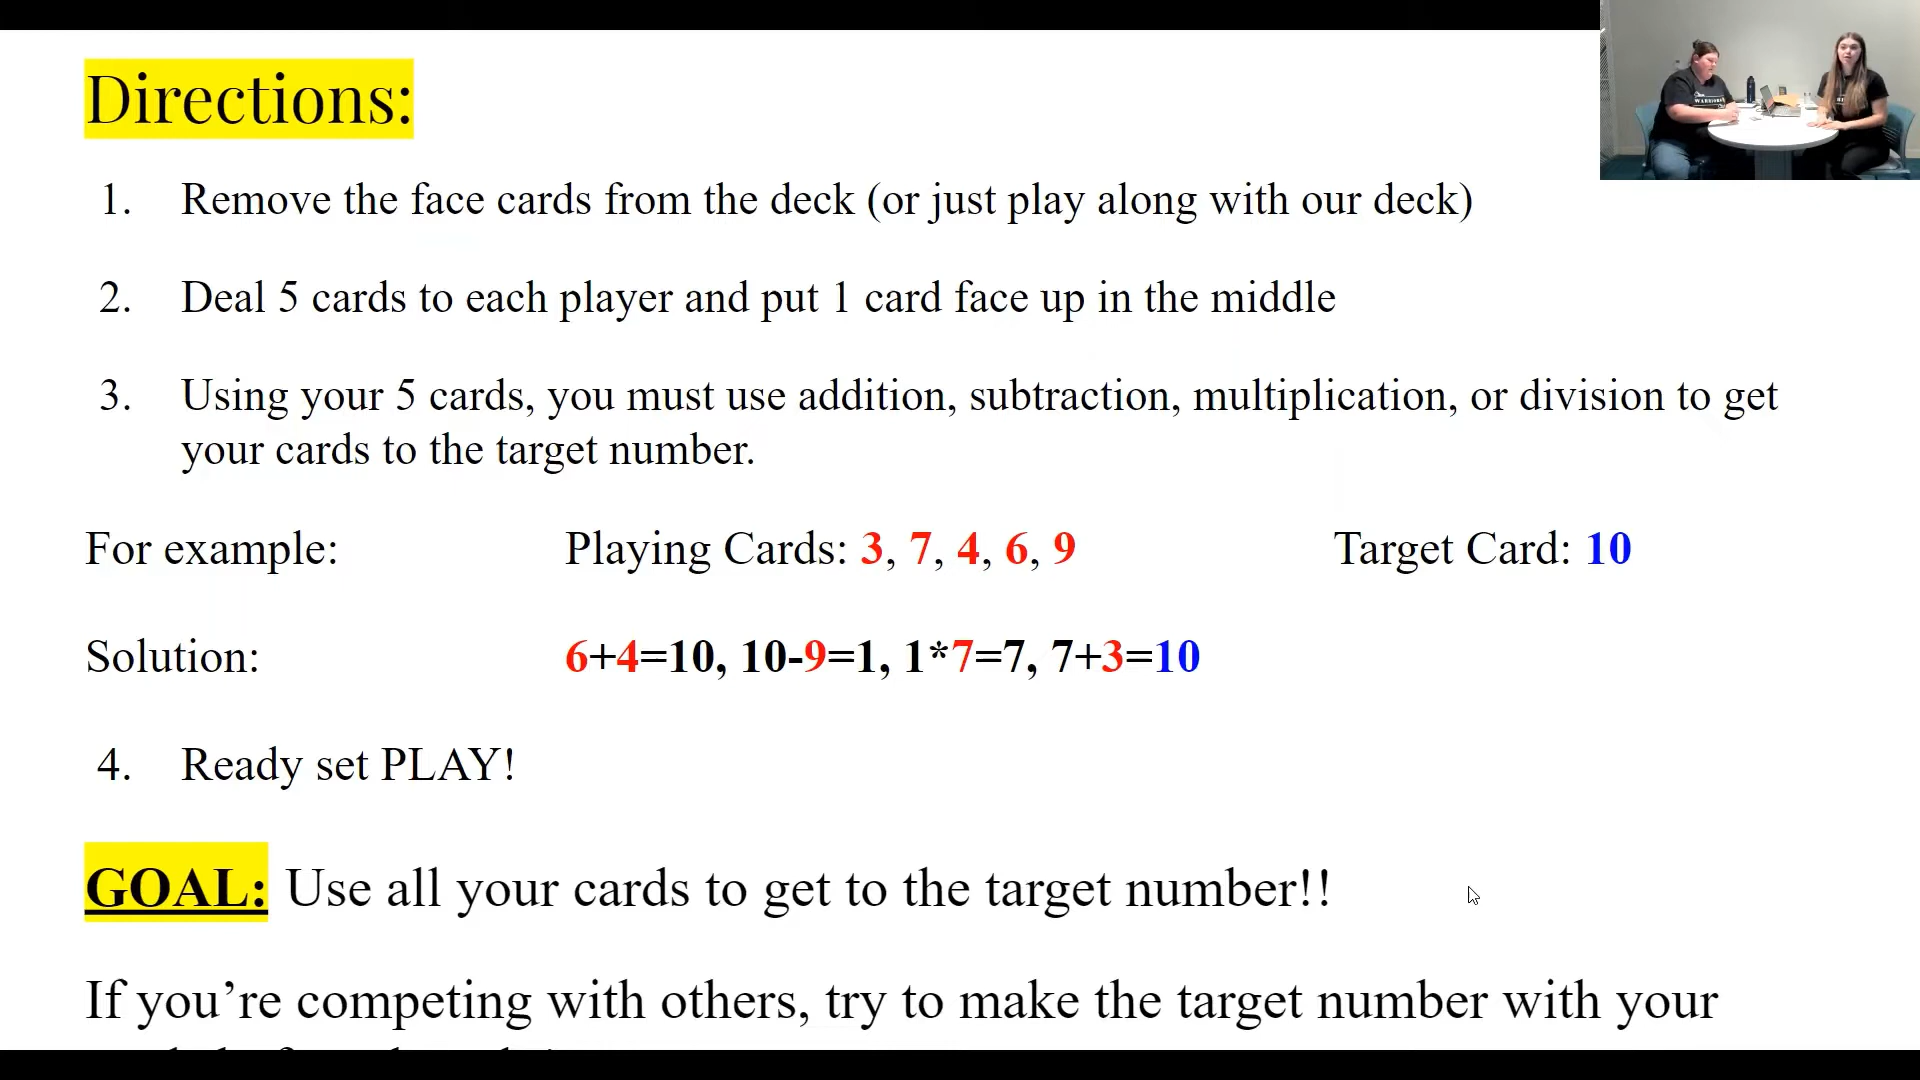 Directions:
1. Remove the face cards from the deck (or just play along with our deck)
2. Deal 5 cards to each player and put 1 card face up in the middle
3. Using your 5 cards, you must use addition, subtraction, multiplication, or division to get
your cards to the target number.
For example: Playing Cards: 3, 7, 4, 6, 9 Target Card: 10
Solution: 6+4=10, 10-9=1, 1*7=7, 7+3=10
4. Ready set PLAY!
GOAL: Use all your cards to get to the target number!!
If you’re competing with others, try to make the target number with your